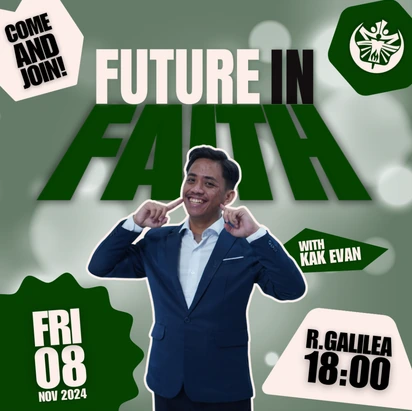 COME
AND
JOIN!
FUTURE IN
FAITH
WITH
KAK EVAN
FRI
08
NOV 2024
R.GALILEA
18:00